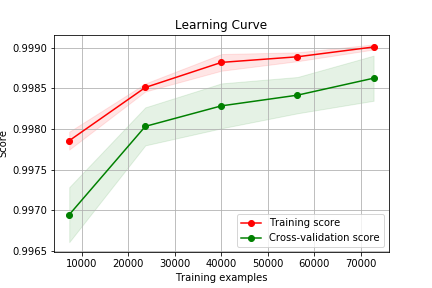 Learning Curve
0.9990
0.9985
0.9980
0.9975
0.9970
0.9965
Score
Training score
Cross-validation score
10000 20000 30000 40000 50000 60000 70000
Training examples